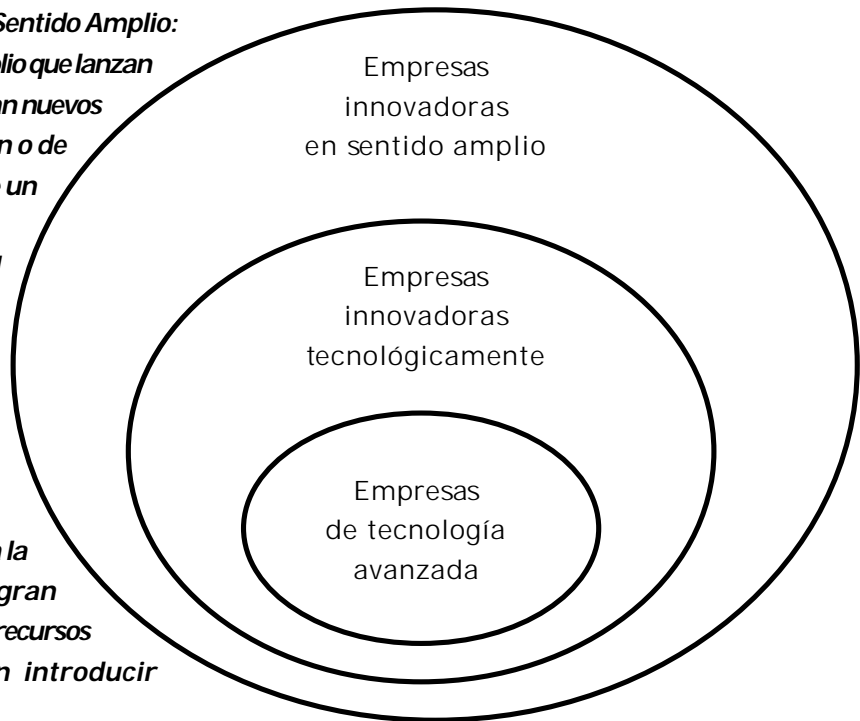 Sentido Amplio:
lio que lanzan
an nuevos
n o de
e un
a la
gran
recursos
n introducir
Empresas
innovadoras
en sentido amplio
Empresas
innovadoras
tecnológicamente
Empresas
de tecnología
avanzada